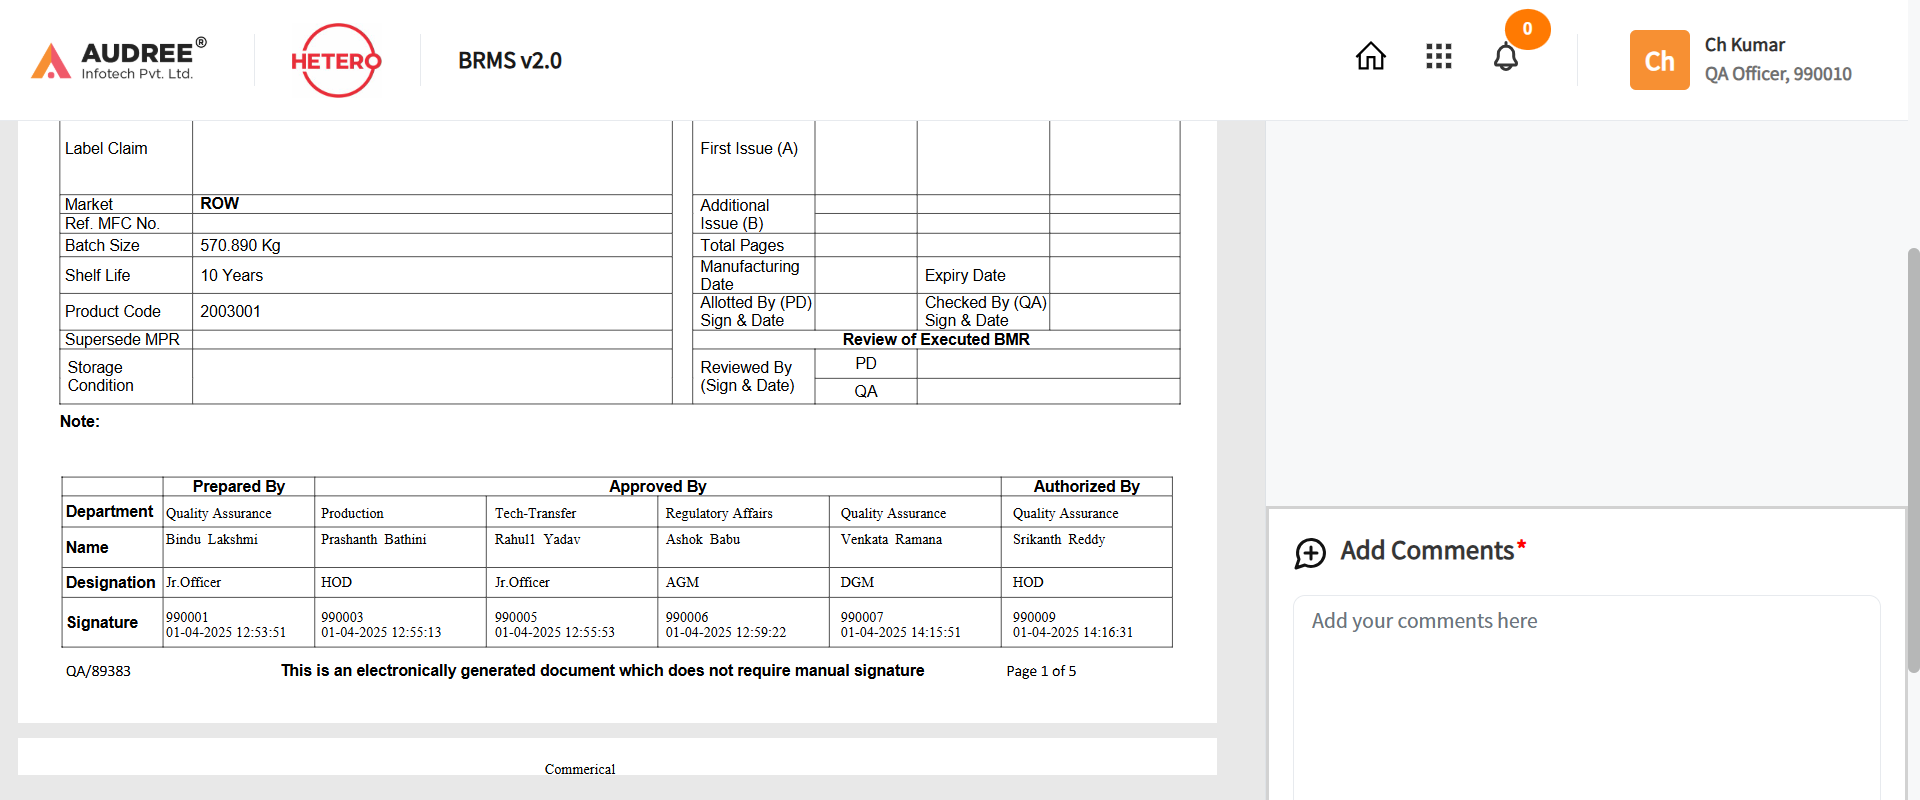 AUDREE®
Infotech Pvt. Ltd.
HETERO
BRMS v2.0
0
Ch
Ch Kumar
QA Officer, 990010
Label Claim
First Issue (A)
Market ROW
Additional Issue (B)
Ref. MFC No.
Batch Size 570.890 Kg
Total Pages
Shelf Life 10 Years
Manufacturing Date
Expiry Date
Product Code 2003001
Allotted By (PD) Sign & Date
Checked By (QA) Sign & Date
Supersede MPR
Review of Executed BMR
Storage Condition
Reviewed By (Sign & Date)
PD
QA
Note:
Prepared By Approved By Authorized By
Department Quality Assurance Production Tech-Transfer Regulatory Affairs Quality Assurance Quality Assurance
Name Bindu Lakshmi Prashanth Bathini Rahul1 Yadav Ashok Babu Venkata Ramana Srikanth Reddy
Designation Jr.Officer HOD Jr.Officer AGM DGM HOD
Signature 990001 990003 990005 990006 990007 990009
01-04-2025 12:53:51 01-04-2025 12:55:13 01-04-2025 12:55:53 01-04-2025 12:59:22 01-04-2025 14:15:51 01-04-2025 14:16:31
QA/89383 This is an electronically generated document which does not require manual signature Page 1 of 5
Commerical
Add Comments*
Add your comments here